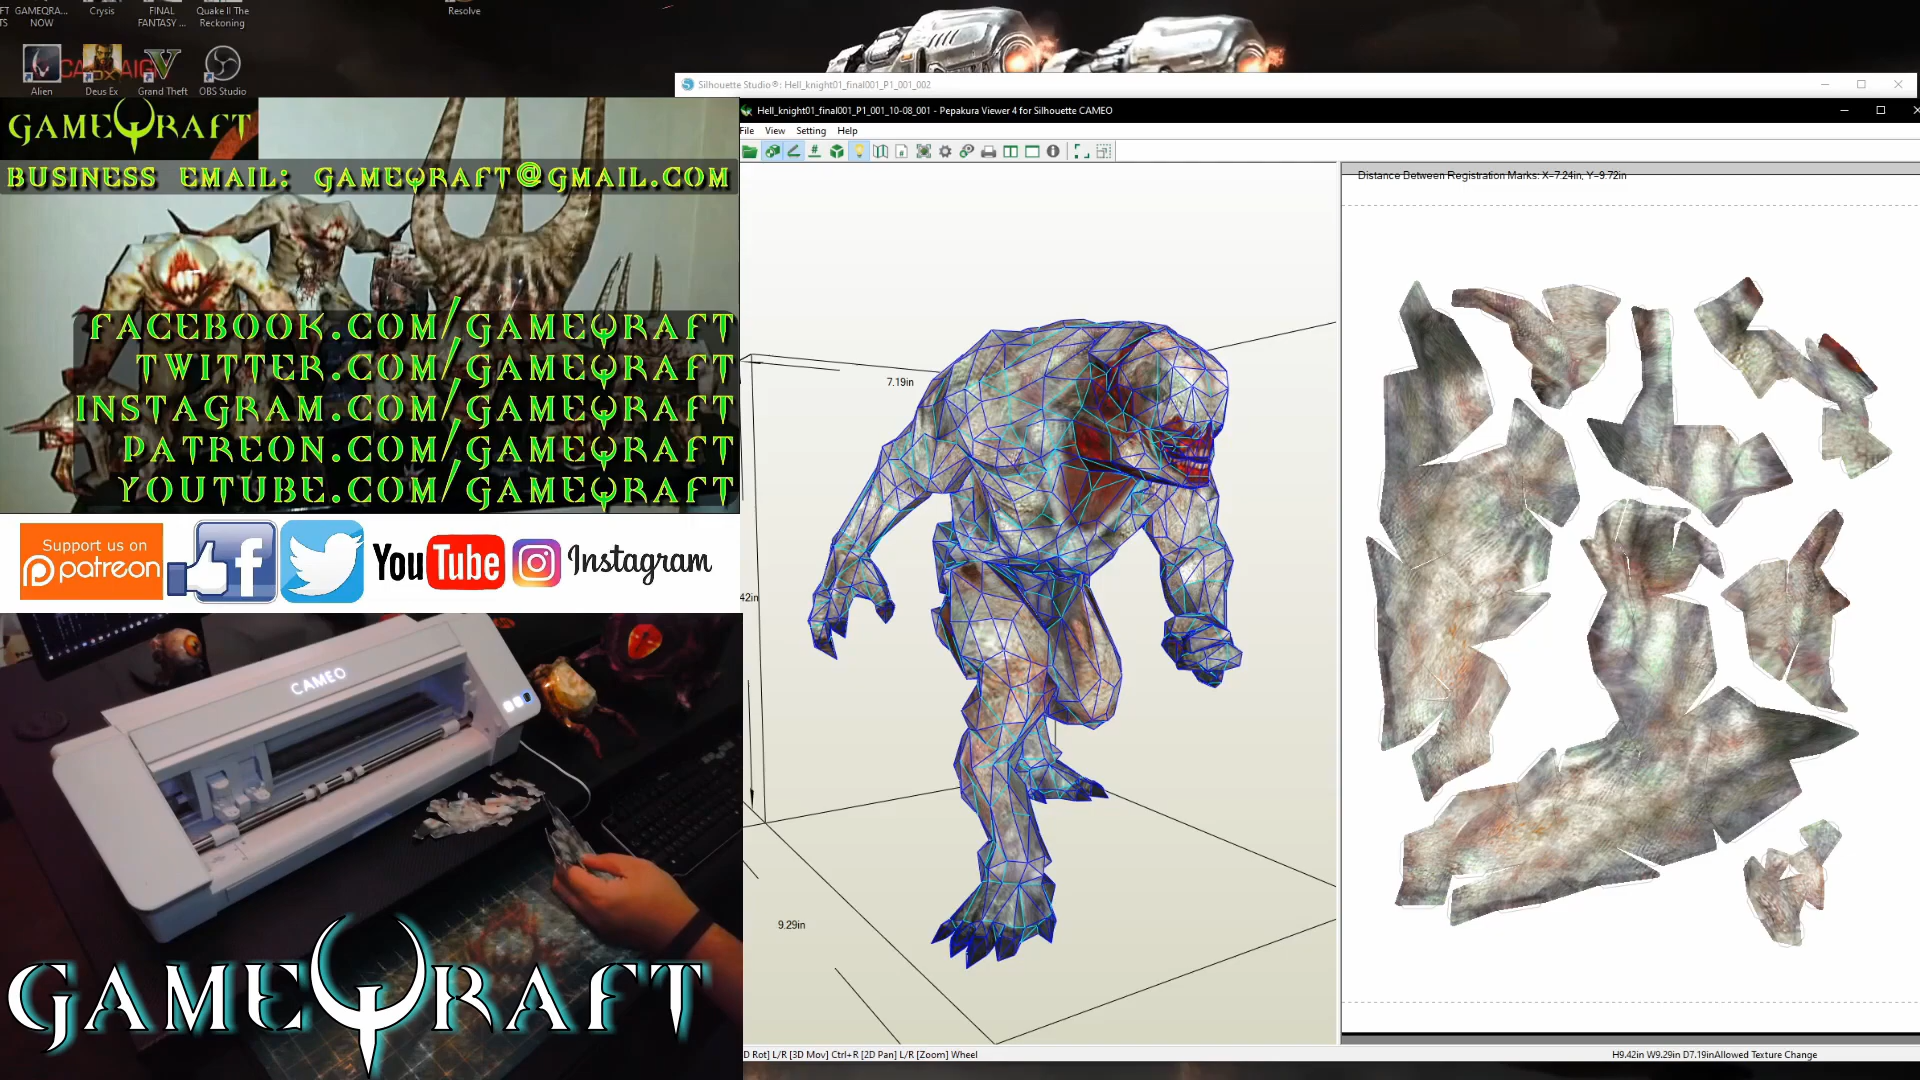 GAMEQRA...
NOW
Crysis
FINAL
FANTASY ...
Quake II The
Reckoning
Resolve
Alien
Deus Ex
Grand Theft
OBS Studio
Silhouette Studio®: Hell_knight01_final001_P1_001_002
Hell_knight01_final001_P1_001_10-08_001 - Pepakura Viewer 4 for Silhouette CAMEO
File View Setting Help
GAMEQRAFT
BUSINESS EMAIL: GAMEQRAFT@GMAIL.COM
FACEBOOK.COM/GAMEQRAFT
TWITTER.COM/GAMEQRAFT
INSTAGRAM.COM/GAMEQRAFT
PATREON.COM/GAMEQRAFT
YOUTUBE.COM/GAMEQRAFT
Support us on
patreon
YouTube
Instagram
CAMEO
GAMEQRAFT
Distance Between Registration Marks: X=7.24in, Y=9.72in
7.19in
42in
9.29in
D Rot] L/R [3D Mov] Ctrl+R [2D Pan] L/R [Zoom] Wheel
H9.42in W9.29in D7.19inAllowed Texture Change